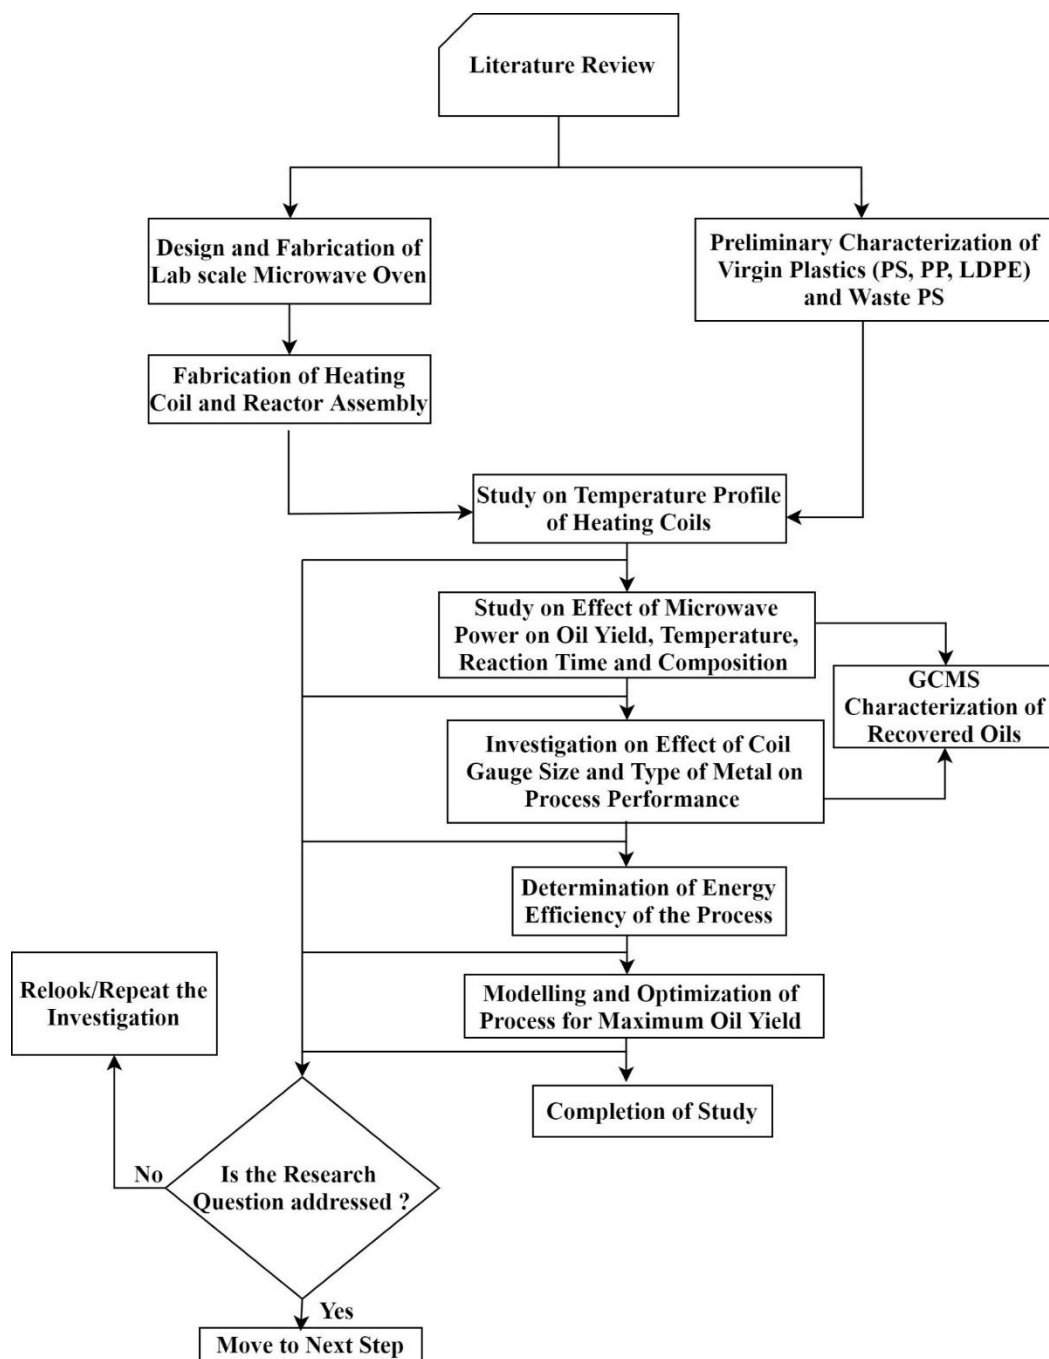 Literature Review
Design and Fabrication of
Lab scale Microwave Oven
Preliminary Characterization of
Virgin Plastics (PS, PP, LDPE)
and Waste PS
Fabrication of Heating
Coil and Reactor Assembly
Study on Temperature Profile
of Heating Coils
Study on Effect of Microwave
Power on Oil Yield, Temperature,
Reaction Time and Composition
GCMS
Characterization of
Recovered Oils
Investigation on Effect of Coil
Gauge Size and Type of Metal on
Process Performance
Determination of Energy
Efficiency of the Process
Relook/Repeat the
Investigation
Modelling and Optimization of
Process for Maximum Oil Yield
Completion of Study
No
Is the Research
Question addressed ?
Yes
Move to Next Step